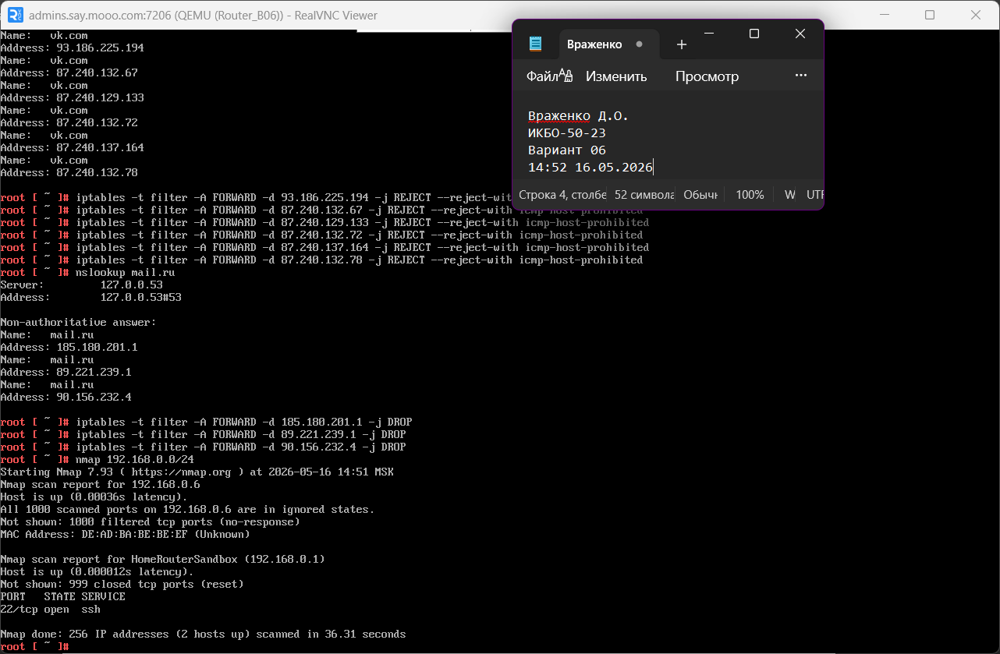 admins.say.mooo.com:7206 (QEMU (Router_B06)) - RealVNC Viewer
Name:   vk.com
Address: 93.186.225.194
Name:   vk.com
Address: 87.240.132.67
Name:   vk.com
Address: 87.240.129.133
Name:   vk.com
Address: 87.240.132.72
Name:   vk.com
Address: 87.240.137.164
Name:   vk.com
Address: 87.240.132.78
root [ ~ ]# iptables -t filter -A FORWARD -d 93.186.225.194 -j REJECT --reject-wit
root [ ~ ]# iptables -t filter -A FORWARD -d 87.240.132.67 -j REJECT --reject-with icmp-host-prohibited
root [ ~ ]# iptables -t filter -A FORWARD -d 87.240.129.133 -j REJECT --reject-with icmp-host-prohibited
root [ ~ ]# iptables -t filter -A FORWARD -d 87.240.132.72 -j REJECT --reject-with icmp-host-prohibited
root [ ~ ]# iptables -t filter -A FORWARD -d 87.240.137.164 -j REJECT --reject-with icmp-host-prohibited
root [ ~ ]# iptables -t filter -A FORWARD -d 87.240.132.78 -j REJECT --reject-with icmp-host-prohibited
root [ ~ ]# nslookup mail.ru
Server:         127.0.0.53
Address:        127.0.0.53#53
Non-authoritative answer:
Name:   mail.ru
Address: 185.180.201.1
Name:   mail.ru
Address: 89.221.239.1
Name:   mail.ru
Address: 90.156.232.4
root [ ~ ]# iptables -t filter -A FORWARD -d 185.180.201.1 -j DROP
root [ ~ ]# iptables -t filter -A FORWARD -d 89.221.239.1 -j DROP
root [ ~ ]# iptables -t filter -A FORWARD -d 90.156.232.4 -j DROP
root [ ~ ]# nmap 192.168.0.0/24
Starting Nmap 7.93 ( https://nmap.org ) at 2026-05-16 14:51 MSK
Nmap scan report for 192.168.0.6
Host is up (0.00036s latency).
All 1000 scanned ports on 192.168.0.6 are in ignored states.
Not shown: 1000 filtered tcp ports (no-response)
MAC Address: DE:AD:BA:BE:BE:EF (Unknown)
Nmap scan report for HomeRouterSandbox (192.168.0.1)
Host is up (0.000012s latency).
Not shown: 999 closed tcp ports (reset)
PORT   STATE SERVICE
22/tcp open  ssh
Nmap done: 256 IP addresses (2 hosts up) scanned in 36.31 seconds
root [ ~ ]#
Враженко
Файл Изменить Просмотр
Враженко Д.О.
ИКБО-50-23
Вариант 06
14:52 16.05.2026
Строка 4, столбе 52 символа Обычн 100% W UTF